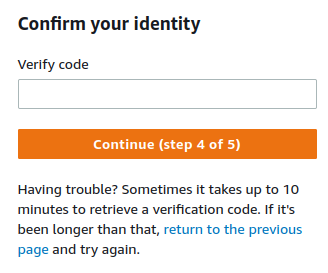 Confirm your identity
Verify code
Continue (step 4 of 5)
Having trouble? Sometimes it takes up to 10
minutes to retrieve a verification code. If it's
been longer than that, return to the previous
page and try again.